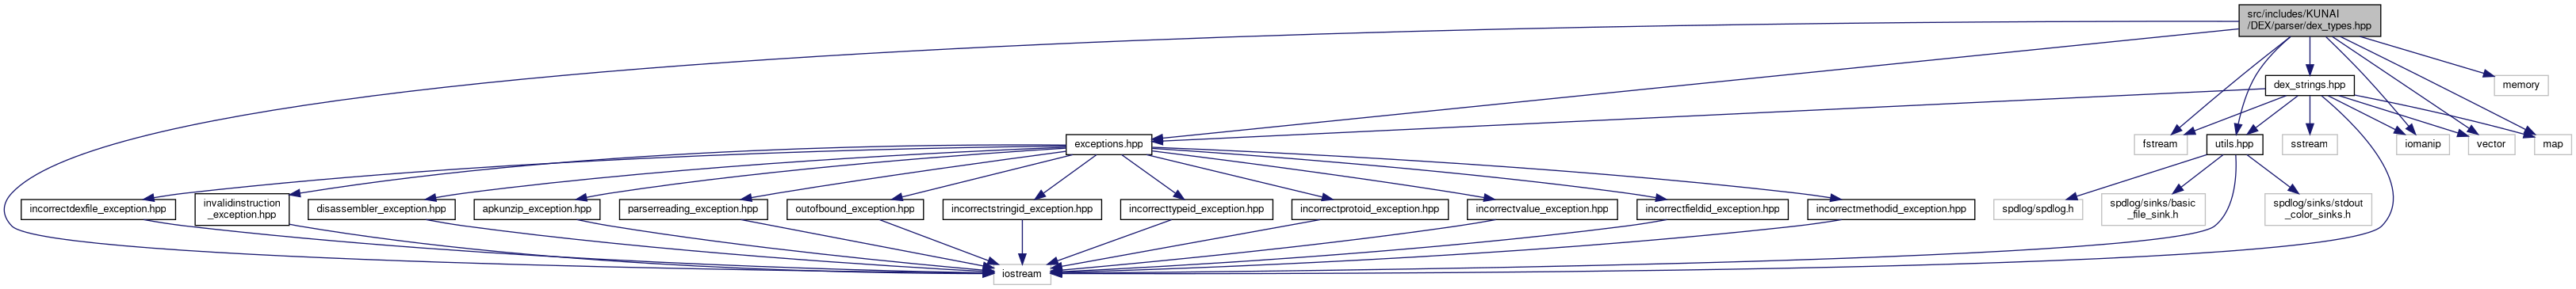 src/includes/KUNAI
/DEX/parser/dex_types.hpp
dex_strings.hpp
memory
exceptions.hpp
fstream
utils.hpp
sstream
iomanip
vector
map
incorrectdexfile_exception.hpp
invalidinstruction
_exception.hpp
disassembler_exception.hpp
apkunzip_exception.hpp
parserreading_exception.hpp
outofbound_exception.hpp
incorrectstringid_exception.hpp
incorrecttypeid_exception.hpp
incorrectprotoid_exception.hpp
incorrectvalue_exception.hpp
incorrectfieldid_exception.hpp
incorrectmethodid_exception.hpp
spdlog/spdlog.h
spdlog/sinks/basic
_file_sink.h
spdlog/sinks/stdout
_color_sinks.h
iostream